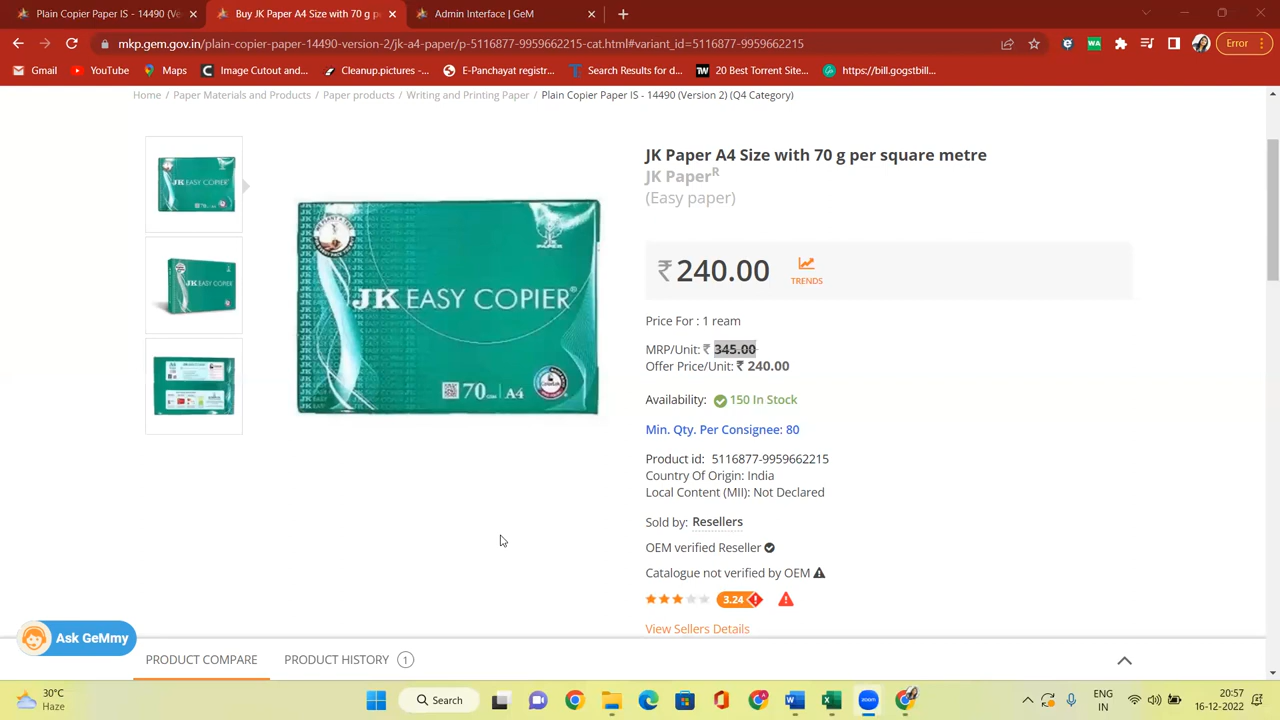 Plain Copier Paper IS - 14490 (Ve
Buy JK Paper A4 Size with 70 g p
Admin Interface | GeM
mkp.gem.gov.in/plain-copier-paper-14490-version-2/jk-a4-paper/p-5116877-9959662215-cat.html#variant_id=5116877-9959662215
WA
Error
Gmail
YouTube
Maps
Image Cutout and...
Cleanup.pictures -...
E-Panchayat registr...
Search Results for d...
20 Best Torrent Site...
https://bill.gogstbill...
Home / Paper Materials and Products / Paper products / Writing and Printing Paper / Plain Copier Paper IS - 14490 (Version 2) (Q4 Category)
JK EASY COPIER
70 A4
JK Paper A4 Size with 70 g per square metre
JK Paper R
(Easy paper)
₹ 240.00
TRENDS
Price For : 1 ream
MRP/Unit: ₹ 345.00
Offer Price/Unit: ₹ 240.00
Availability: 150 In Stock
Min. Qty. Per Consignee: 80
Product id: 5116877-9959662215
Country Of Origin: India
Local Content (MII): Not Declared
Sold by: Resellers
OEM verified Reseller
Catalogue not verified by OEM
3.24
View Sellers Details
Ask GeMmy
PRODUCT COMPARE
PRODUCT HISTORY 1
30°C
Haze
Search
zoom
ENG
IN
20:57
16-12-2022